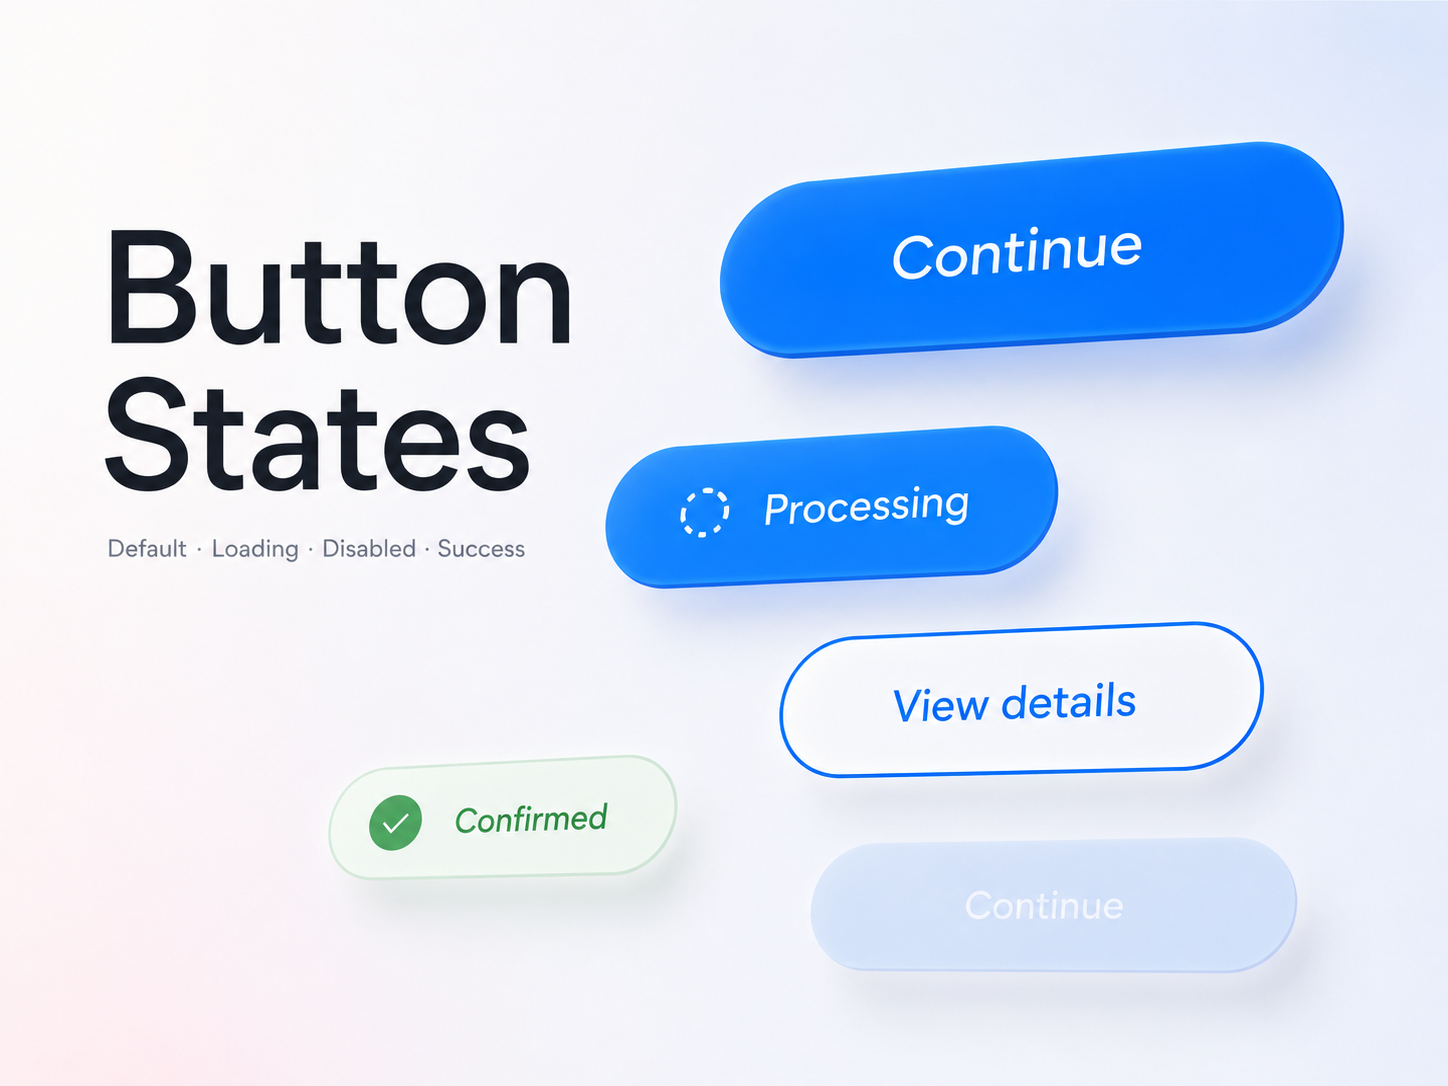 Button
States
Default · Loading · Disabled · Success
Continue
Processing
View details
Confirmed
Continue